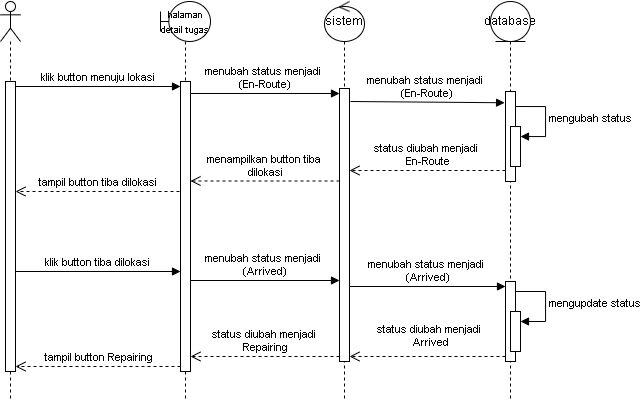 halaman
detail tugas
sistem
database
klik button menuju lokasi
menubah status menjadi
(En-Route)
menubah status menjadi
(En-Route)
mengubah status
status diubah menjadi
En-Route
menampilkan button tiba
dilokasi
tampil button tiba dilokasi
klik button tiba dilokasi
menubah status menjadi
(Arrived)
menubah status menjadi
(Arrived)
mengupdate status
status diubah menjadi
Arrived
status diubah menjadi
Repairing
tampil button Repairing